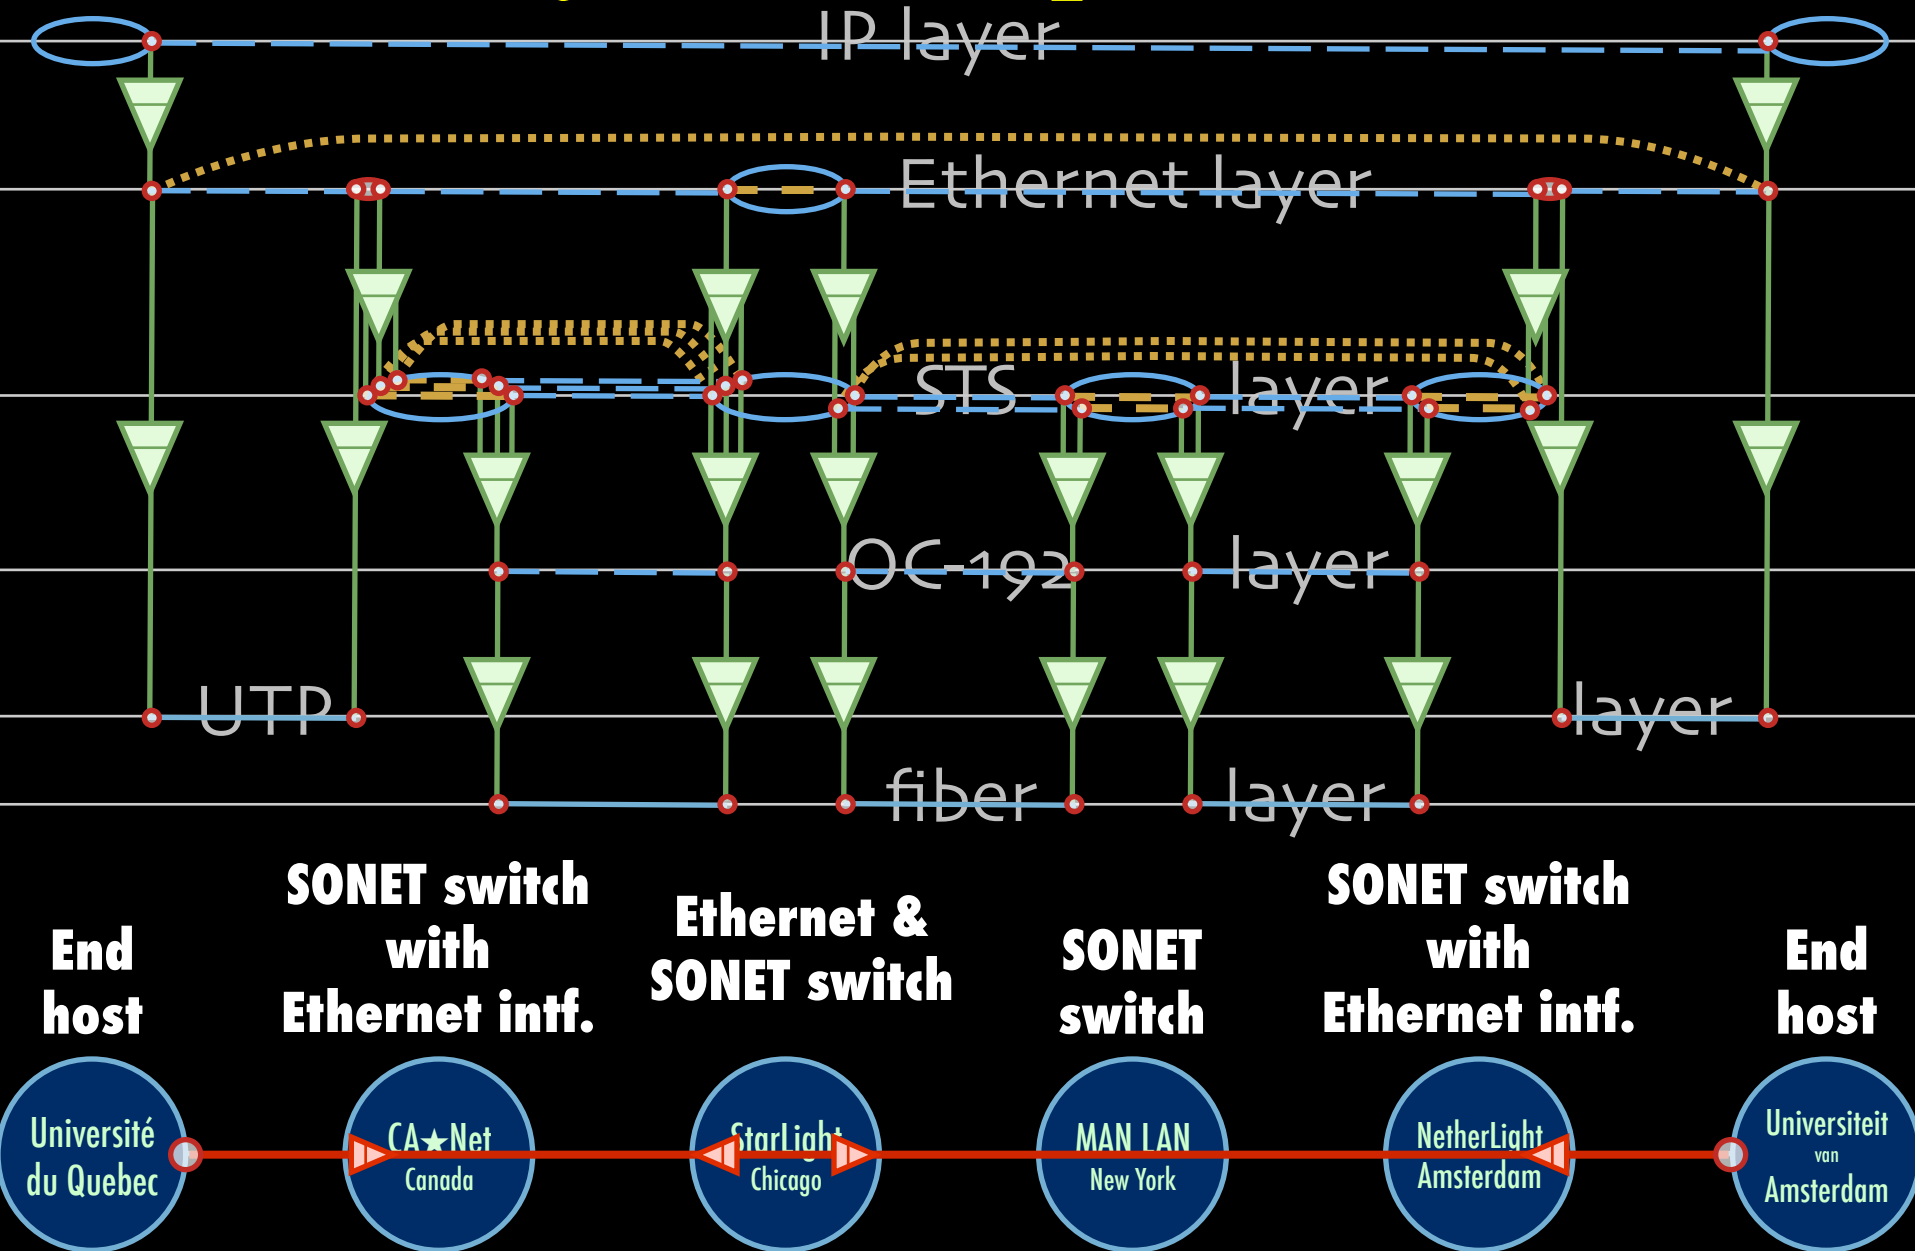 IP layer
Ethernet layer
STS layer
OC-192 layer
UTP layer
fiber layer
End
host
SONET switch
with
Ethernet intf.
Ethernet &
SONET switch
SONET
switch
SONET switch
with
Ethernet intf.
End
host
Université
du Quebec
CA★Net
Canada
StarLight
Chicago
MAN LAN
New York
NetherLight
Amsterdam
Universiteit
van
Amsterdam